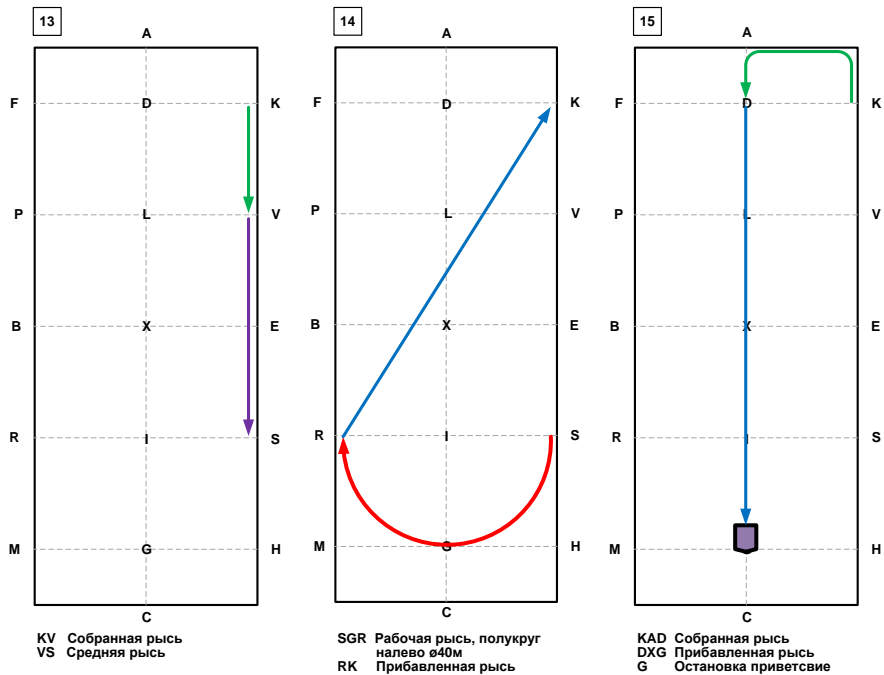 13
A
F D K
P L V
B X E
R I S
M G H
C
KV Собранная рысь
VS Средняя рысь
14
A
F D K
P L V
B X E
R I S
M G H
C
SGR Рабочая рысь, полукруг
налево ø40м
RK Прибавленная рысь
15
A
F D K
P L V
B X E
R I S
M H
C
KAD Собранная рысь
DXG Прибавленная рысь
G Остановка приветсвие